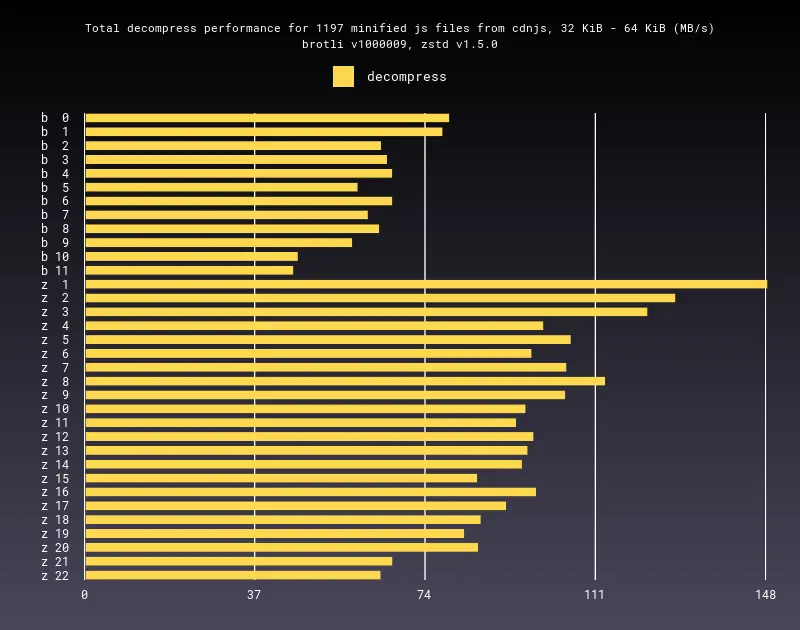 Total decompress performance for 1197 minified js files from cdnjs, 32 KiB - 64 KiB (MB/s)
brotli v1000009, zstd v1.5.0
decompress
b 0
b 1
b 2
b 3
b 4
b 5
b 6
b 7
b 8
b 9
b 10
b 11
z 1
z 2
z 3
z 4
z 5
z 6
z 7
z 8
z 9
z 10
z 11
z 12
z 13
z 14
z 15
z 16
z 17
z 18
z 19
z 20
z 21
z 22
0 37 74 111 148